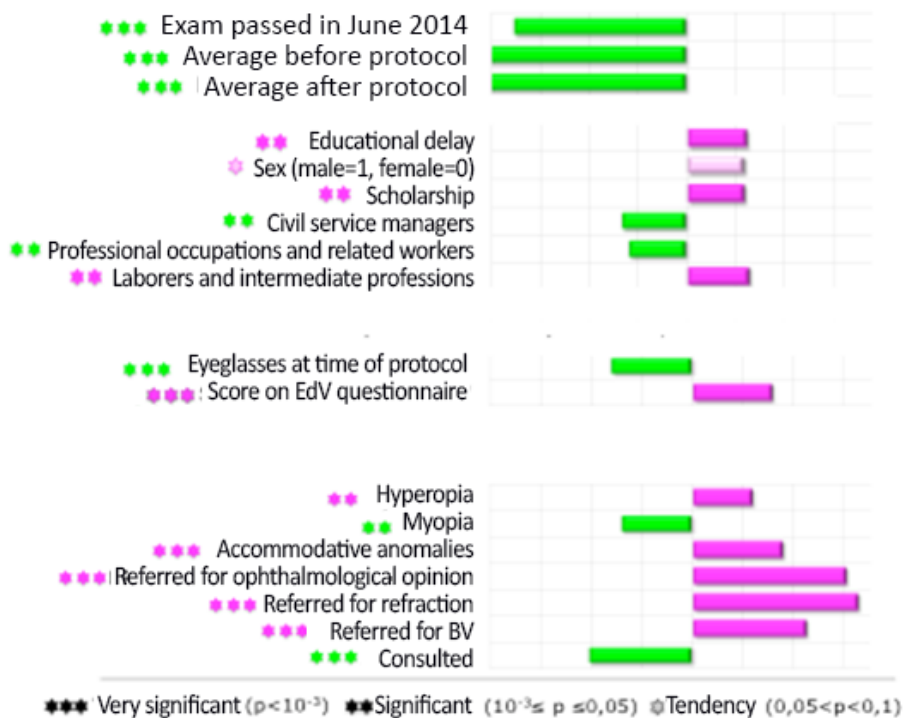 Exam passed in June 2014
Average before protocol
Average after protocol
Educational delay
Sex (male=1, female=0)
Scholarship
Civil service managers
Professional occupations and related workers
Laborers and intermediate professions
Eyeglasses at time of protocol
Score on EdV questionnaire
Hyperopia
Myopia
Accommodative anomalies
Referred for ophthalmological opinion
Referred for refraction
Referred for BV
Consulted
Very significant (p<10⁻³) Significant (10⁻³≤ p ≤0,05) Tendency (0,05<p<0,1)